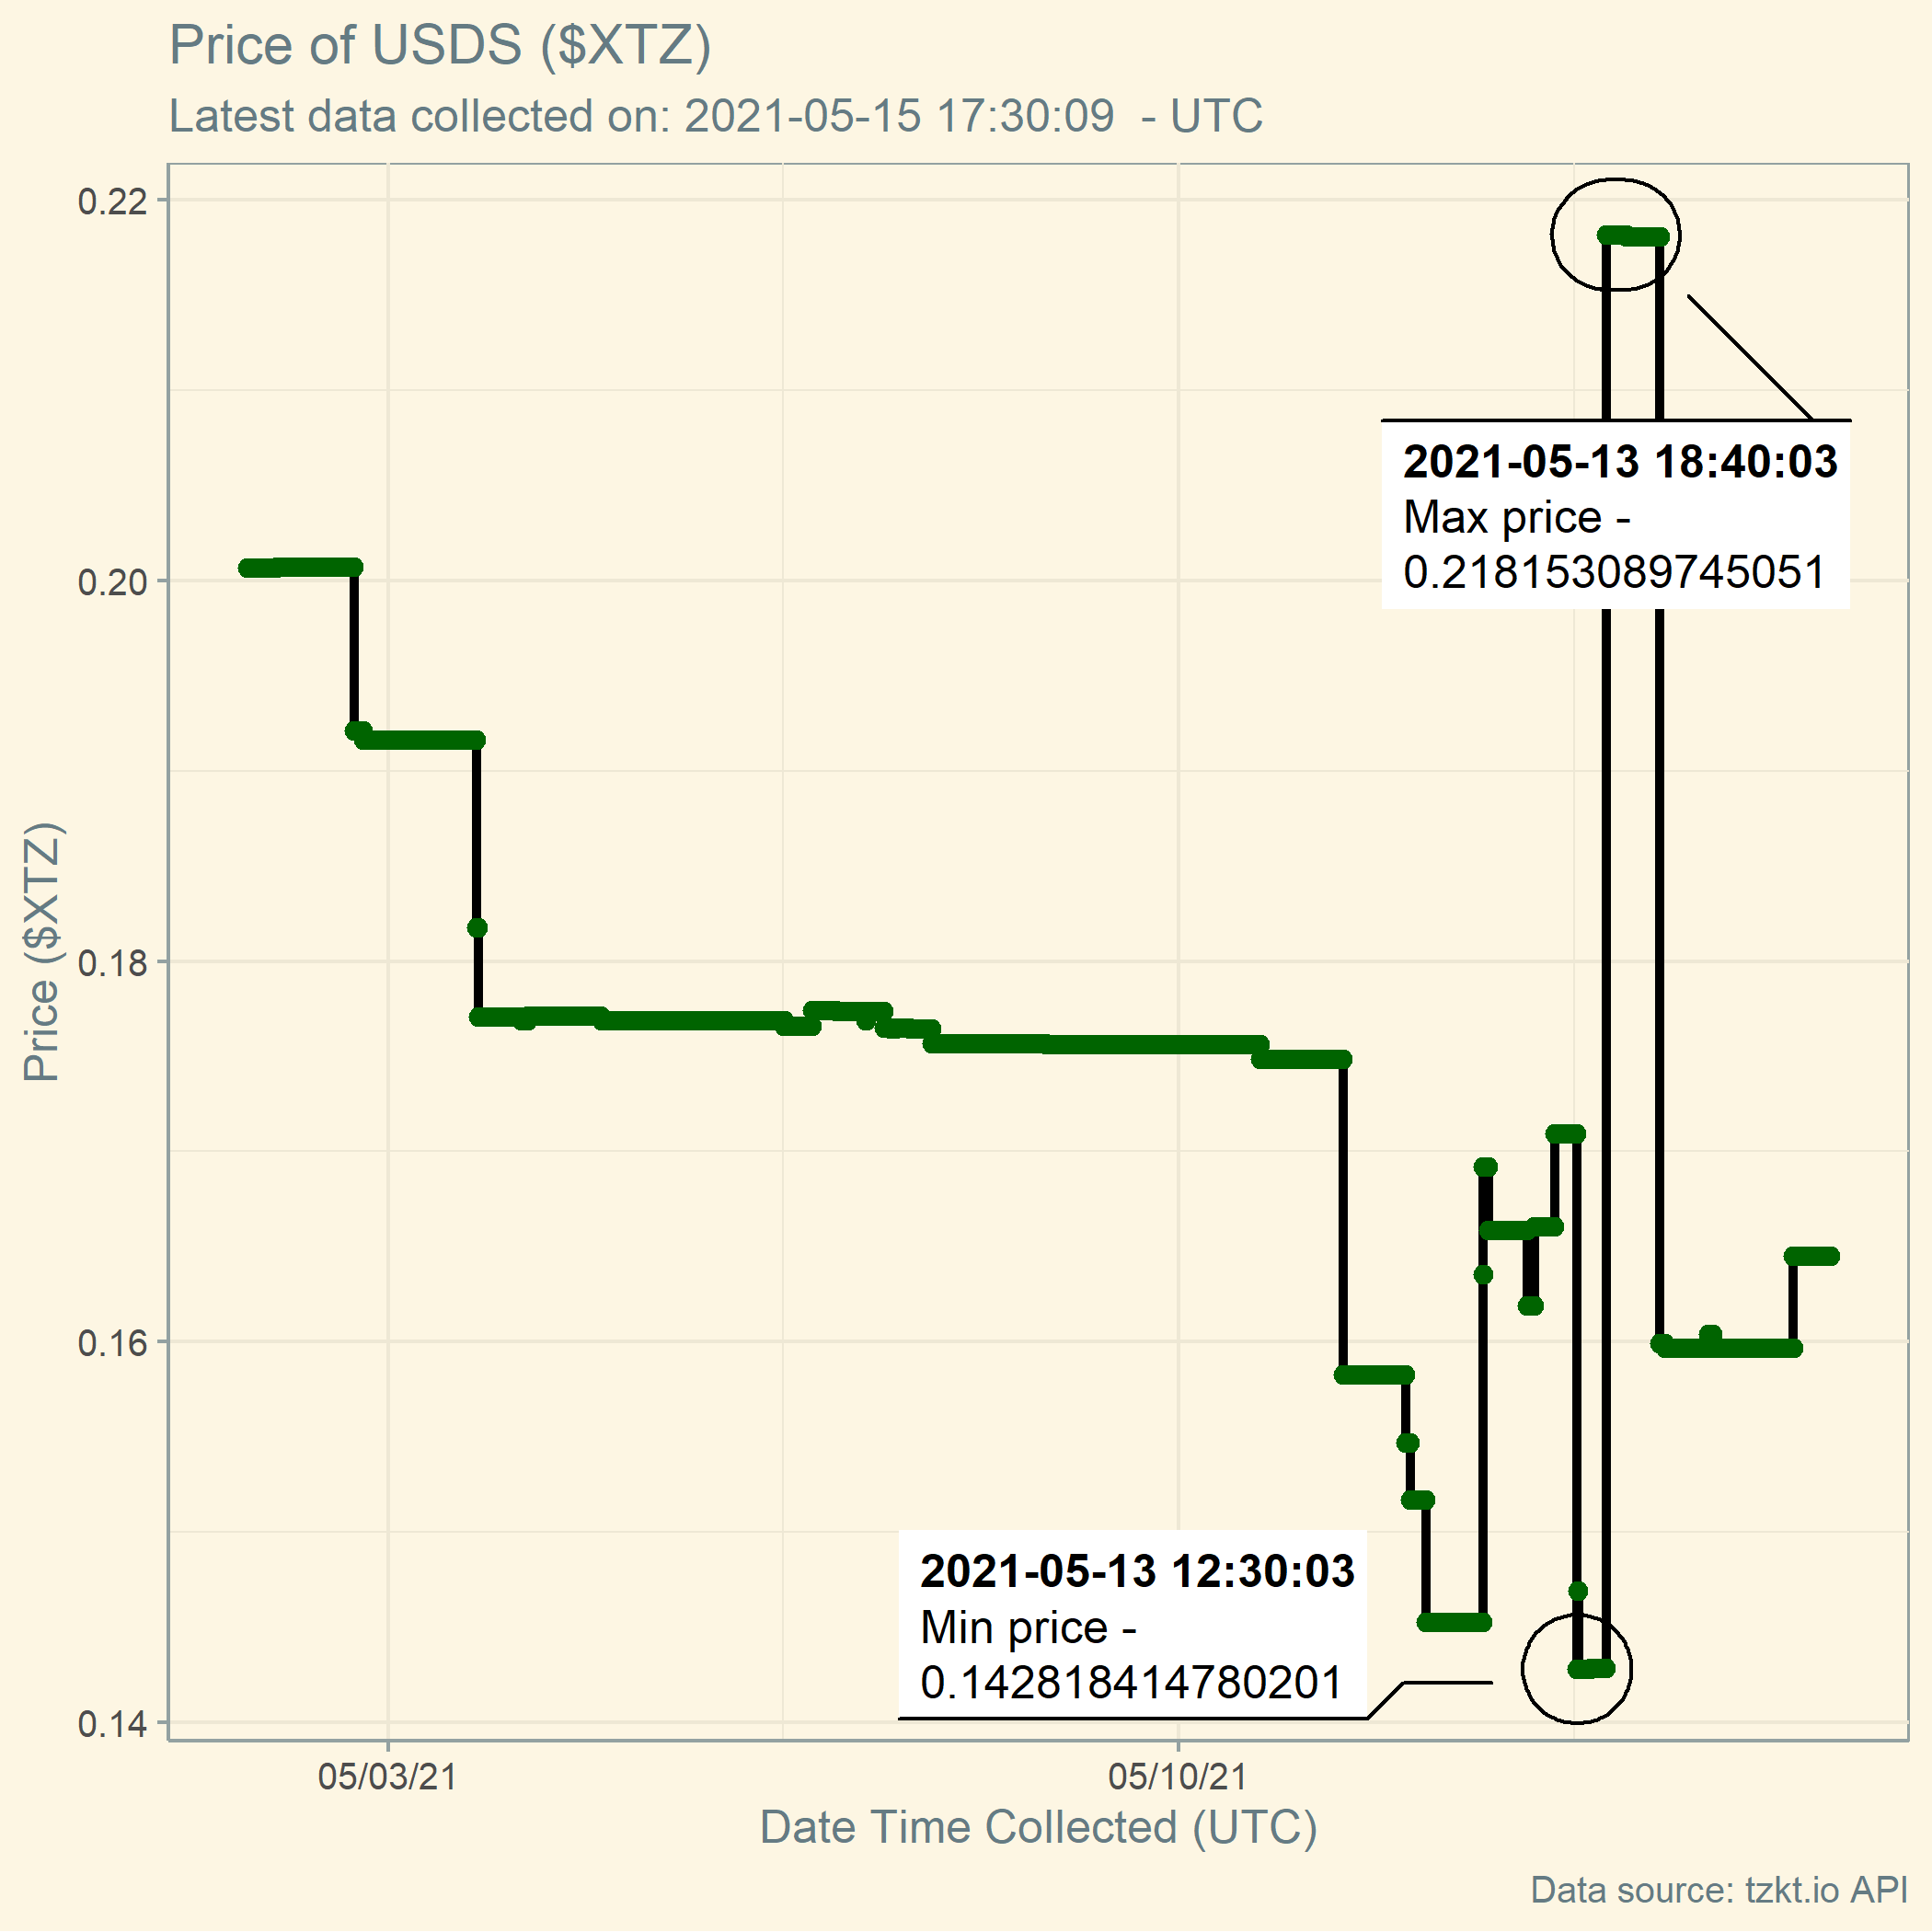 Price of USDS ($XTZ)
Latest data collected on: 2021-05-15 17:30:09  - UTC
0.22
0.20
0.18
0.16
0.14
Price ($XTZ)
2021-05-13 18:40:03
Max price -
0.218153089745051
2021-05-13 12:30:03
Min price -
0.142818414780201
05/03/21
05/10/21
Date Time Collected (UTC)
Data source: tzkt.io API